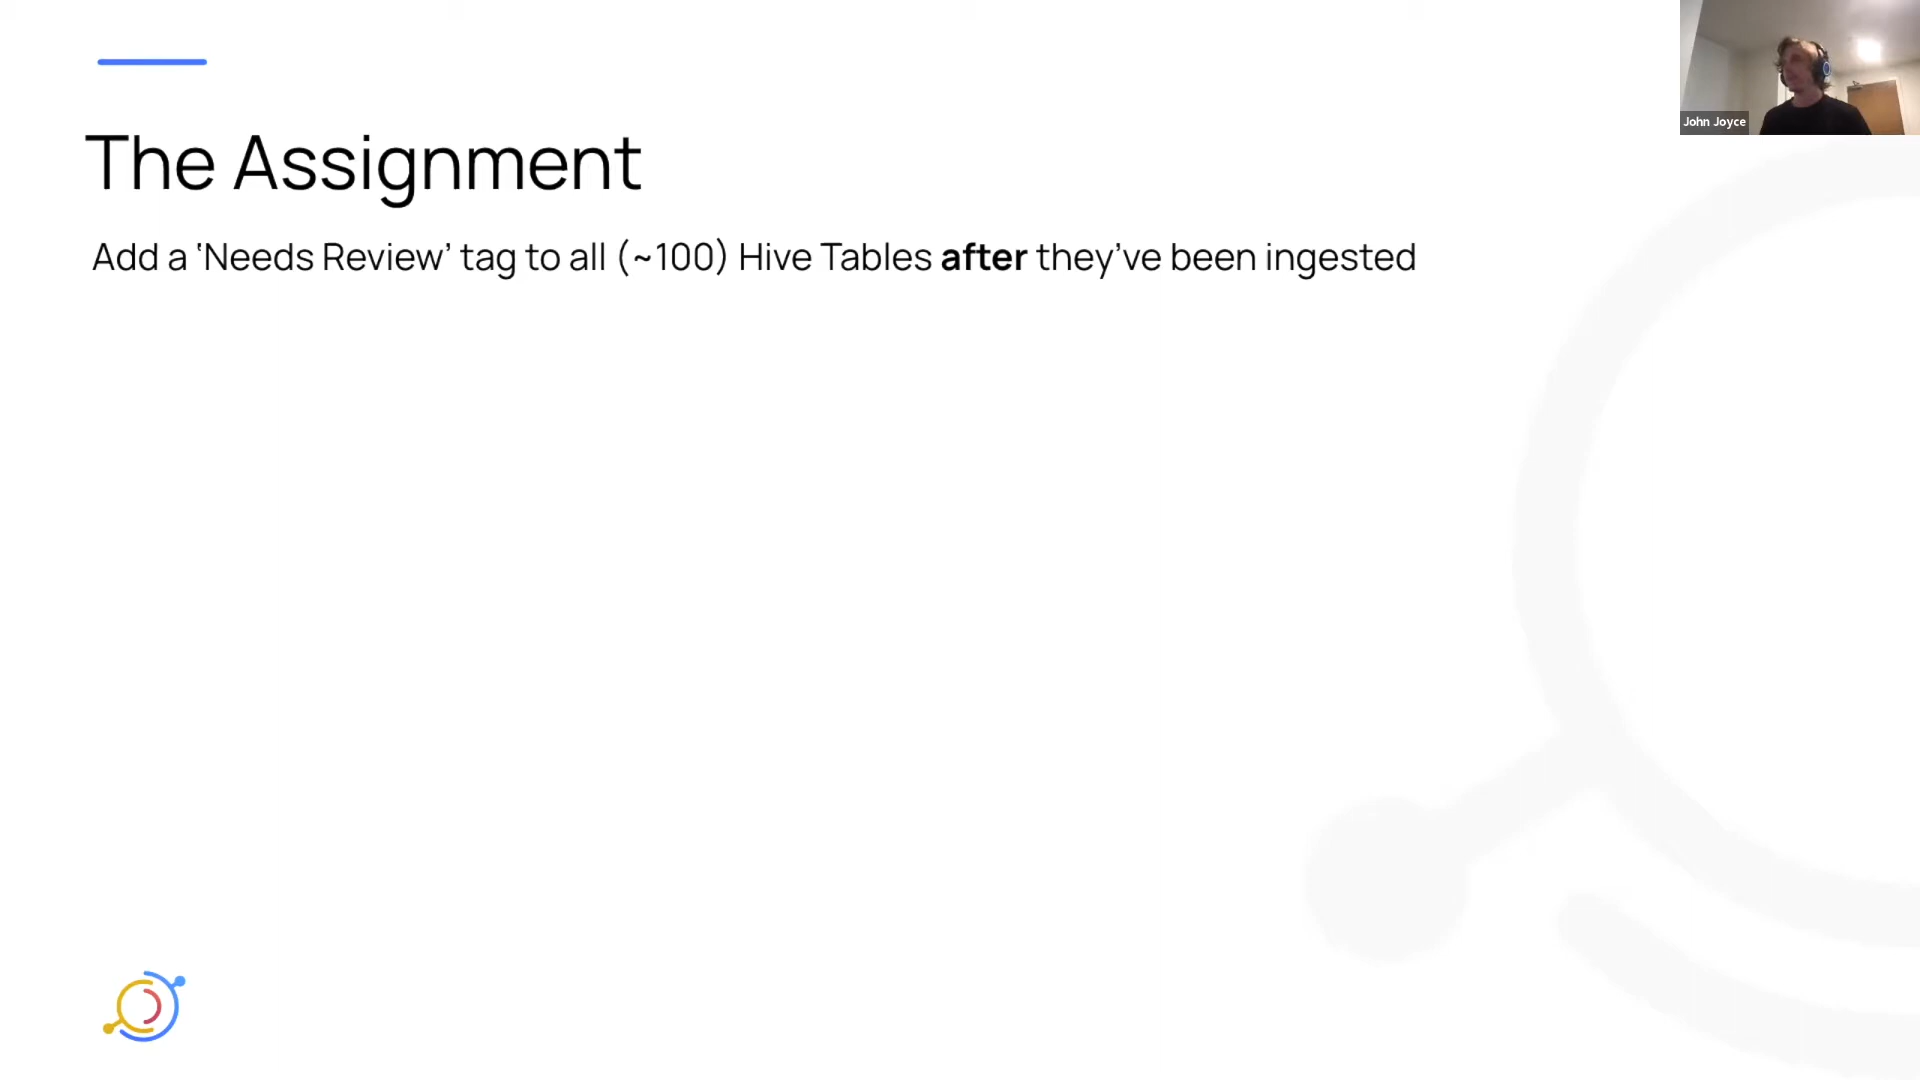 John Joyce
The Assignment
Add a ‘Needs Review’ tag to all (~100) Hive Tables after they’ve been ingested